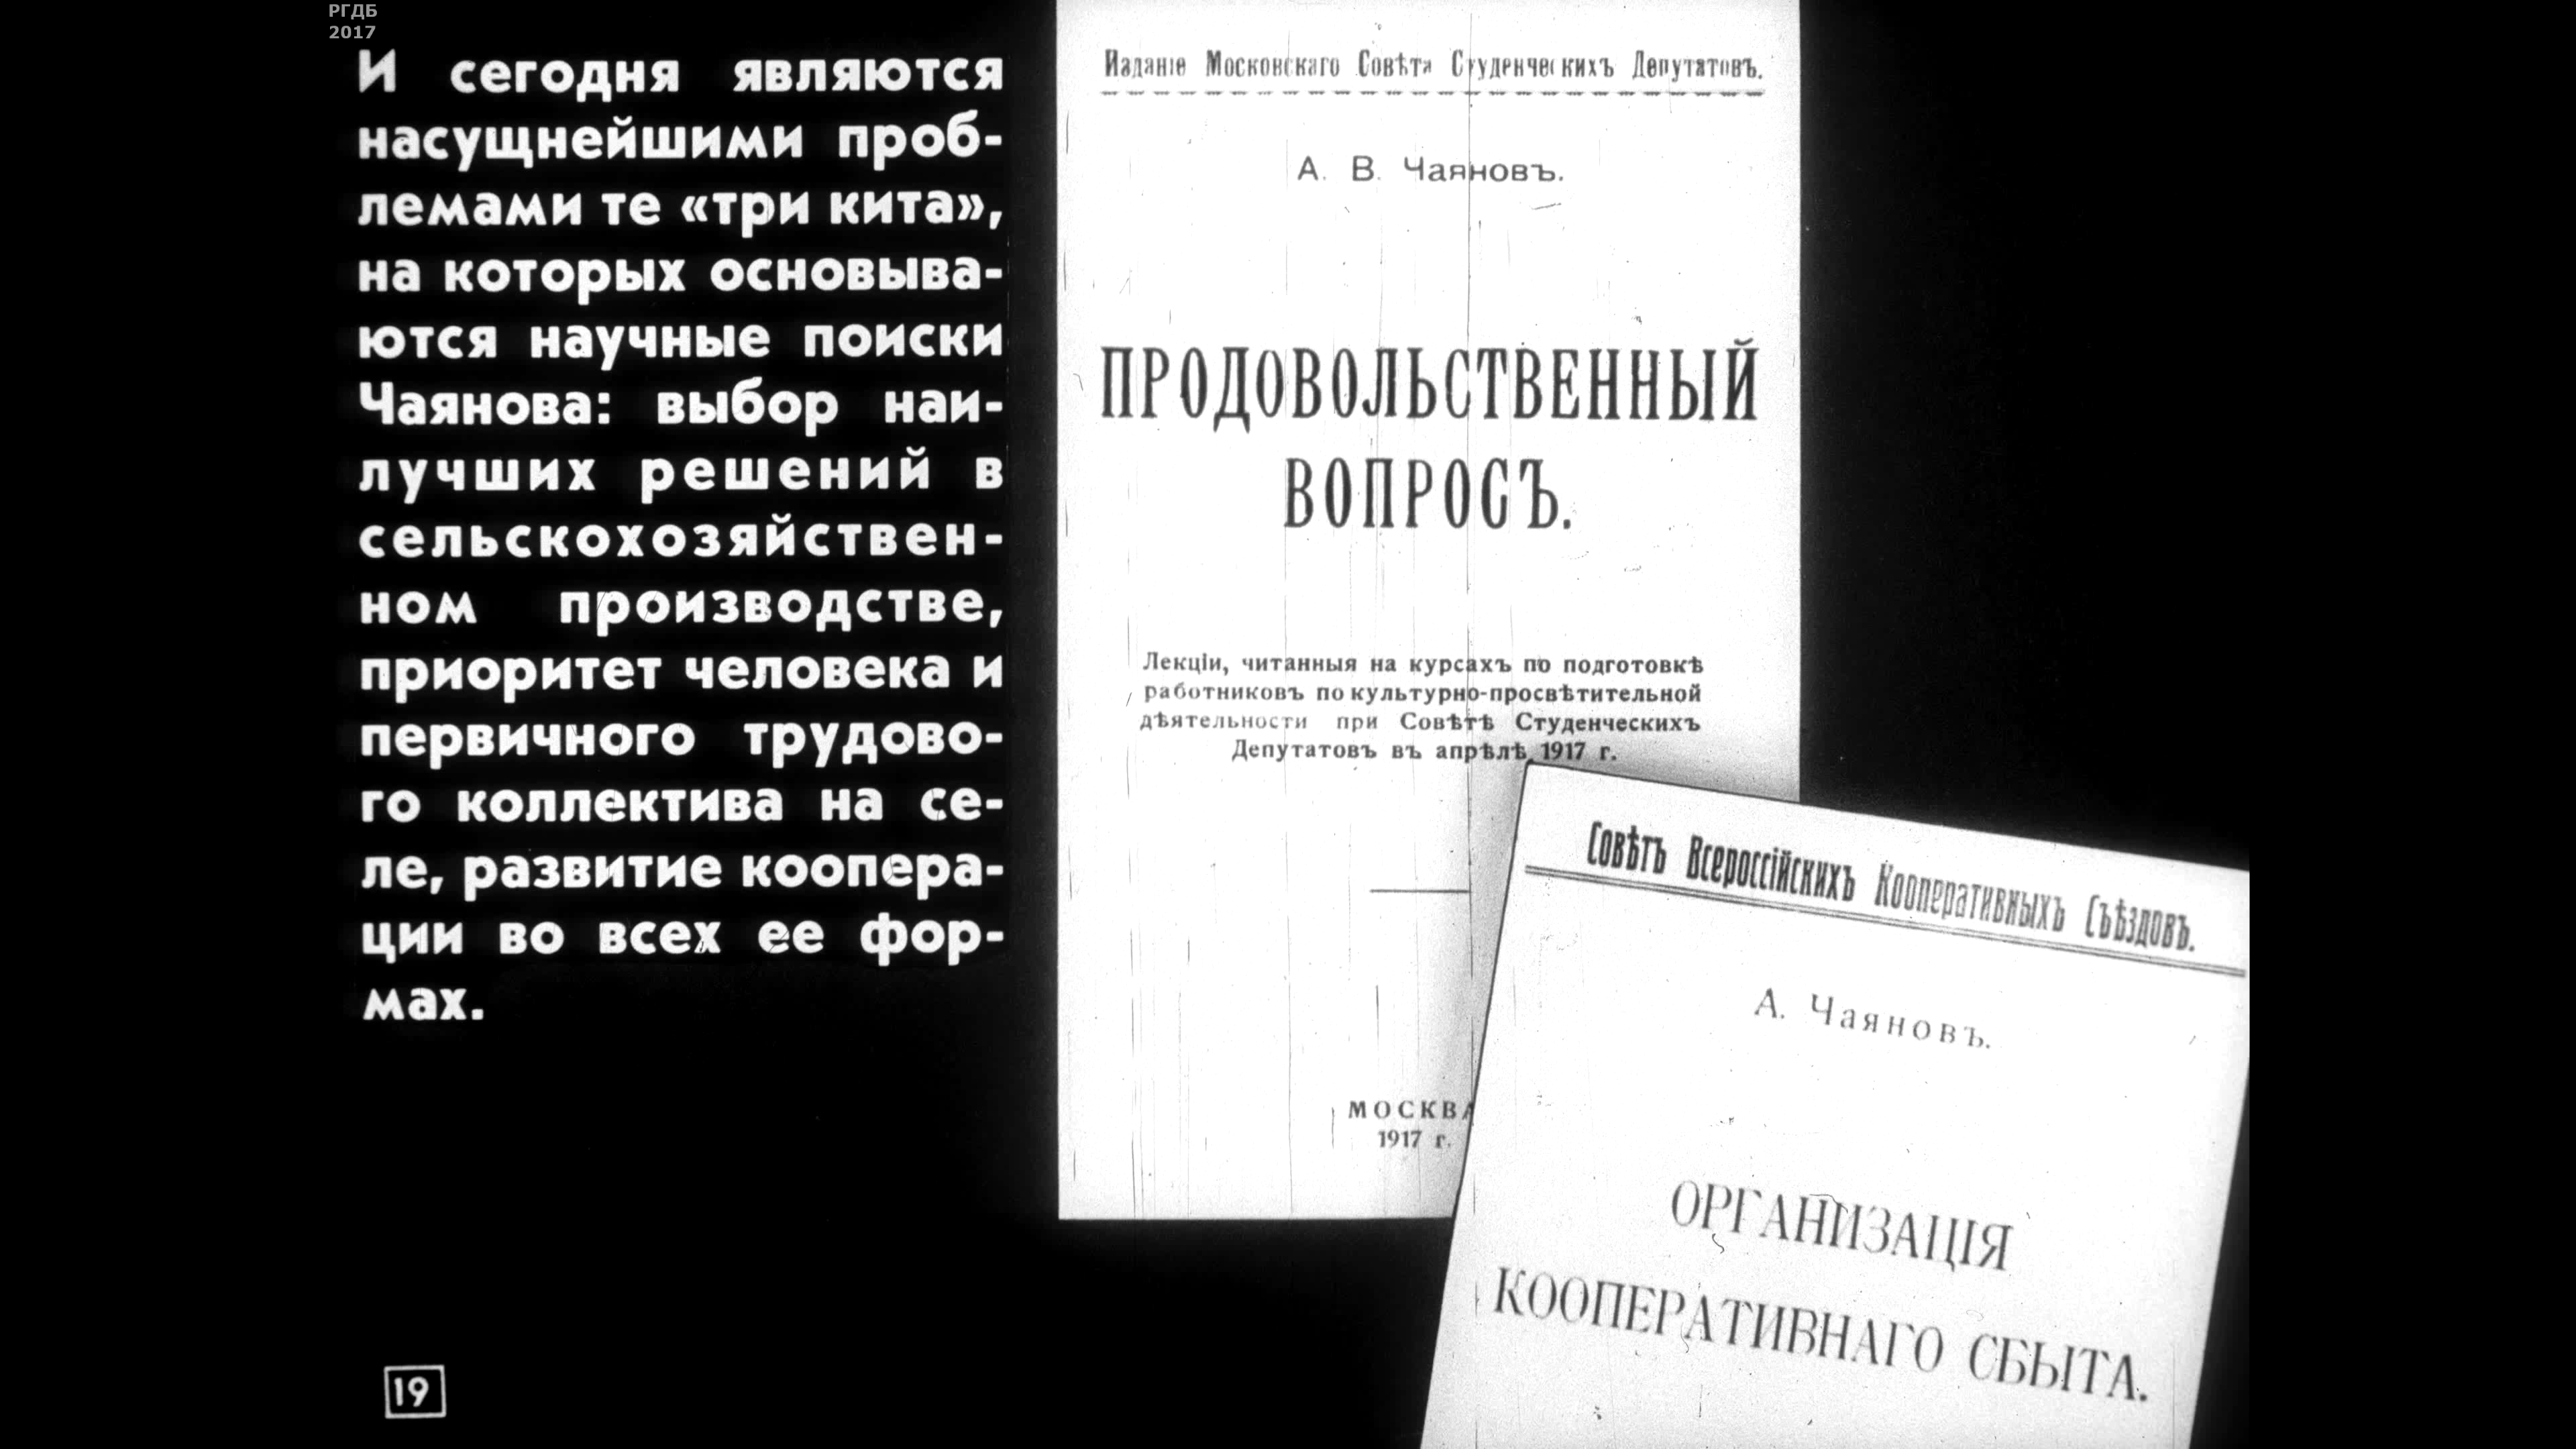 РГДБ
2017
И сегодня являются
насущнейшими проб-
лемами те «три кита»,
на которых основыва-
ются научные поиски
Чаянова: выбор наи-
лучших решений в
сельскохозяйствен-
ном производстве,
приоритет человека и
первичного трудово-
го коллектива на се-
ле, развитие коопера-
ции во всех ее фор-
мах.
19
Изданіе Московскаго Совѣта Студенческихъ Депутатовъ.
А. В. Чаяновъ.
ПРОДОВОЛЬСТВЕННЫЙ
ВОПРОСЪ.
Лекціи, читанныя на курсахъ по подготовкѣ
работниковъ по культурно-просвѣтительной
дѣятельности при Совѣтѣ Студенческихъ
Депутатовъ въ апрѣлѣ 1917 г.
МОСКВА
1917 г.
Совѣтъ Всероссійскихъ Кооперативныхъ Съѣздовъ.
А. Чаяновъ.
ОРГАНИЗАЦІЯ
КООПЕРАТИВНАГО СБЫТА.